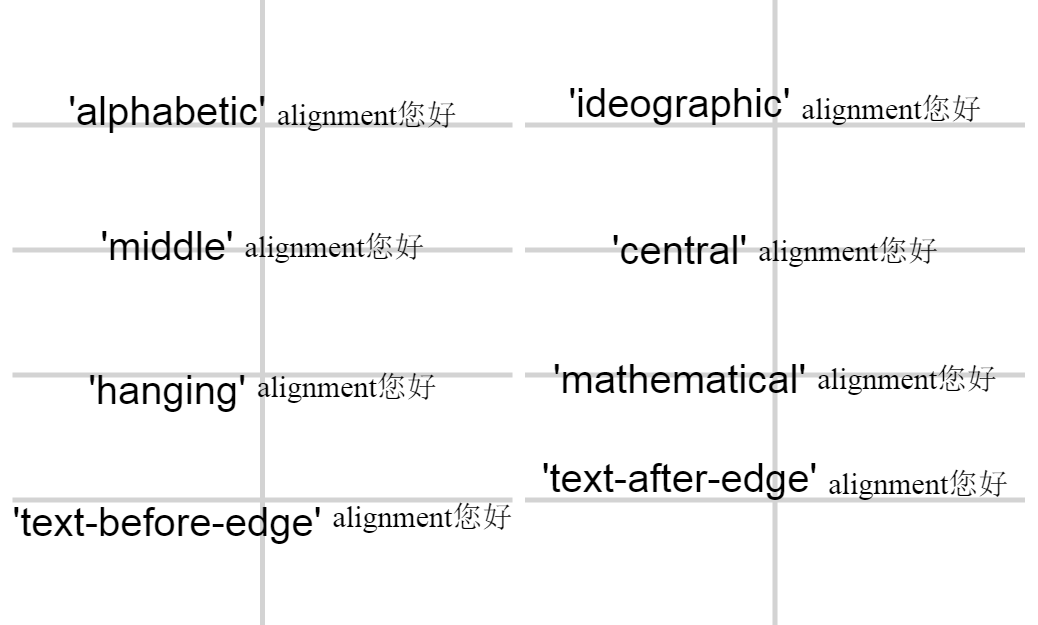 'alphabetic' alignment您好
'ideographic' alignment您好
'middle' alignment您好
'central' alignment您好
'hanging' alignment您好
'mathematical' alignment您好
'text-before-edge' alignment您好
'text-after-edge' alignment您好